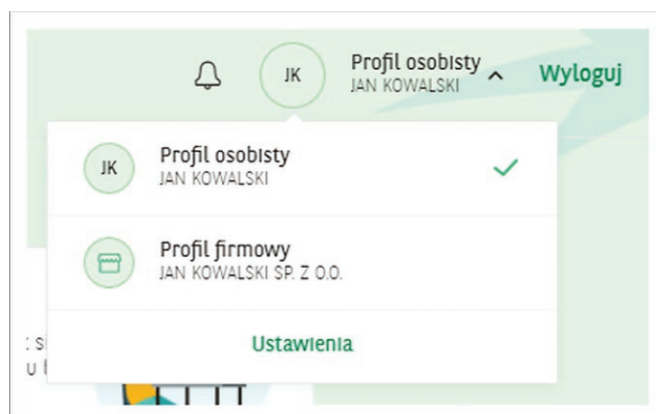 JK
Profil osobisty
JAN KOWALSKI
Wyloguj
JK
Profil osobisty
JAN KOWALSKI
Profil firmowy
JAN KOWALSKI SP. Z O.O.
Ustawienia